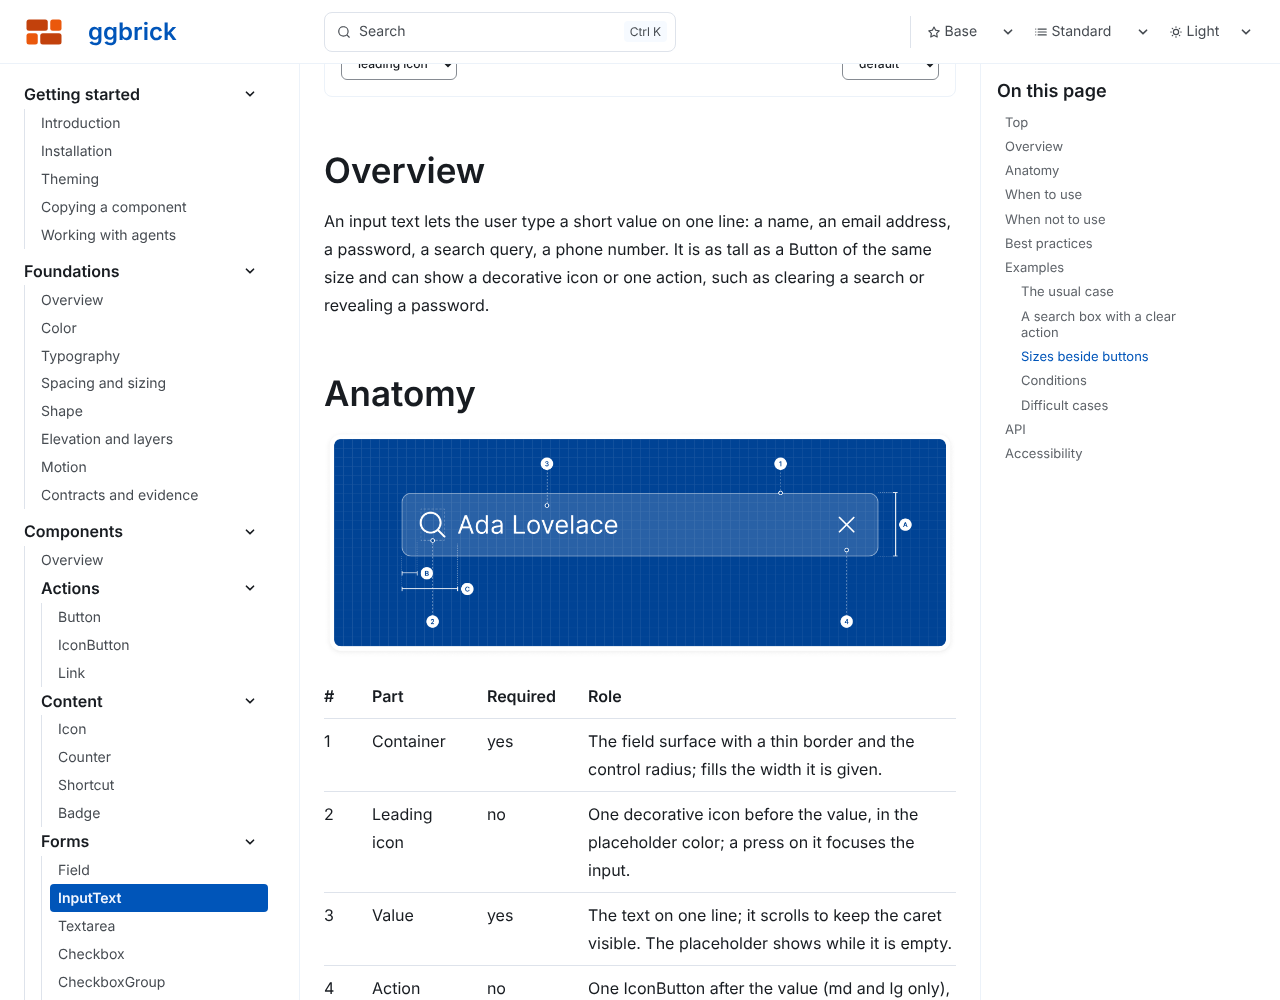 ggbrick
Search
Ctrl K
Base
Standard
Light
Getting started
Introduction
Installation
Theming
Copying a component
Working with agents
Foundations
Overview
Color
Typography
Spacing and sizing
Shape
Elevation and layers
Motion
Contracts and evidence
Components
Overview
Actions
Button
IconButton
Link
Content
Icon
Counter
Shortcut
Badge
Forms
Field
InputText
Textarea
Checkbox
CheckboxGroup
leading icon
default
Overview
An input text lets the user type a short value on one line: a name, an email address,
a password, a search query, a phone number. It is as tall as a Button of the same
size and can show a decorative icon or one action, such as clearing a search or
revealing a password.
Anatomy
3
1
Ada Lovelace
A
B
C
2
4
# Part Required Role
1 Container yes The field surface with a thin border and the
control radius; fills the width it is given.
2 Leading no One decorative icon before the value, in the
icon placeholder color; a press on it focuses the
input.
3 Value yes The text on one line; it scrolls to keep the caret
visible. The placeholder shows while it is empty.
4 Action no One IconButton after the value (md and lg only),
On this page
Top
Overview
Anatomy
When to use
When not to use
Best practices
Examples
The usual case
A search box with a clear
action
Sizes beside buttons
Conditions
Difficult cases
API
Accessibility